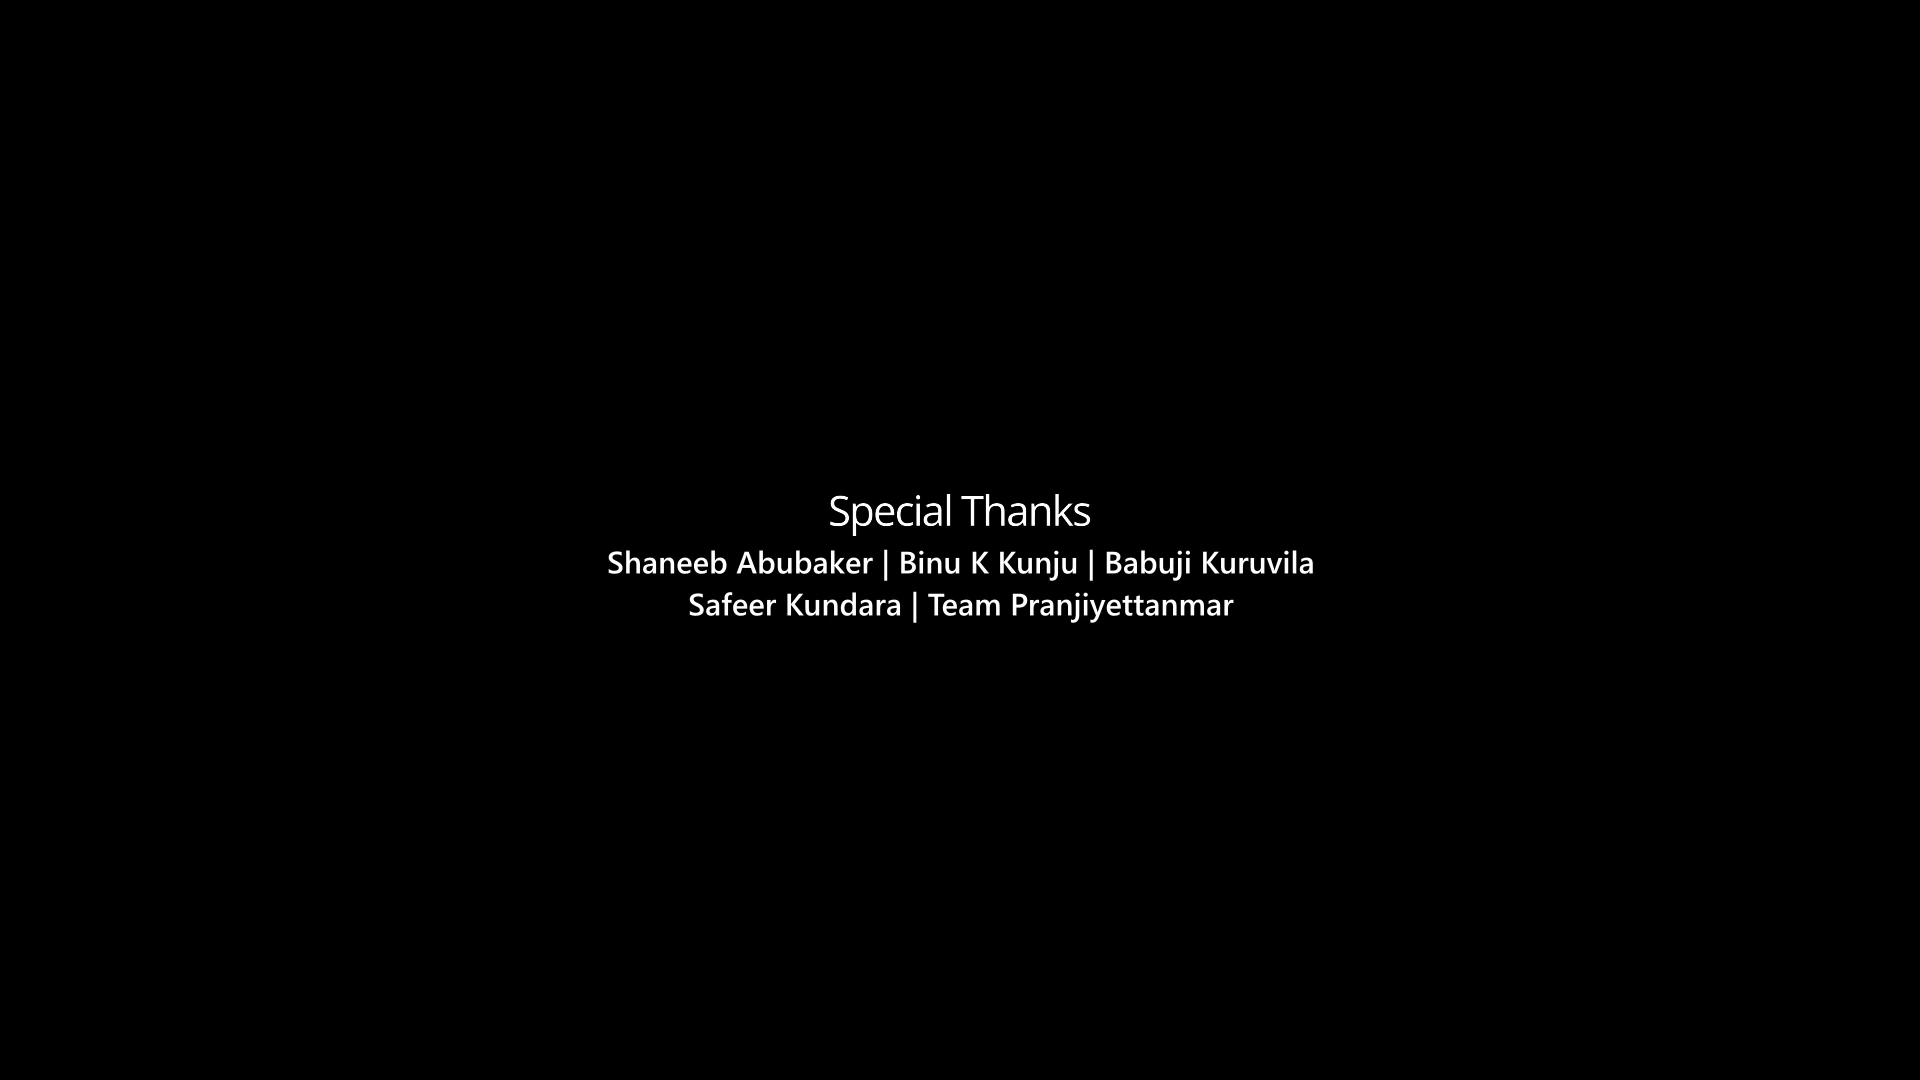 Special Thanks
Shaneeb Abubaker | Binu K Kunju | Babuji Kuruvila
Safeer Kundara | Team Pranjiyettanmar